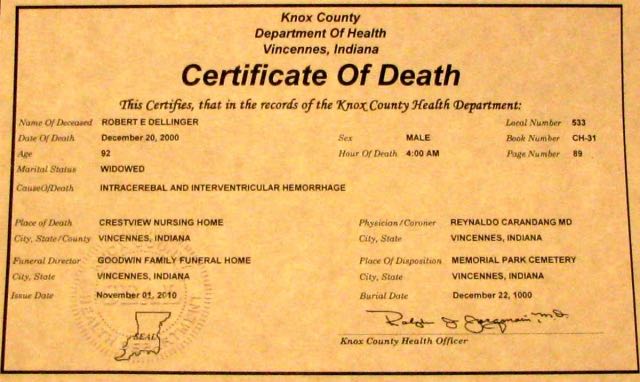 Knox County
Department Of Health
Vincennes, Indiana
Certificate Of Death
This Certifies, that in the records of the Knox County Health Department:
Name Of Deceased ROBERT E DELLINGER Local Number 533
Date Of Death December 20, 2000 Sex MALE Book Number CH-31
Age 92 Hour Of Death 4:00 AM Page Number 89
Marital Status WIDOWED
CauseOfDeath INTRACEREBAL AND INTERVENTRICULAR HEMORRHAGE
Place of Death CRESTVIEW NURSING HOME Physician/Coroner REYNALDO CARANDANG MD
City, State/County VINCENNES, INDIANA City, State VINCENNES, INDIANA
Funeral Director GOODWIN FAMILY FUNERAL HOME Place Of Disposition MEMORIAL PARK CEMETERY
City, State VINCENNES, INDIANA City, State VINCENNES, INDIANA
Issue Date November 01, 2010 Burial Date December 22, 1000
SEAL
Ralph J. M.D.
Knox County Health Officer